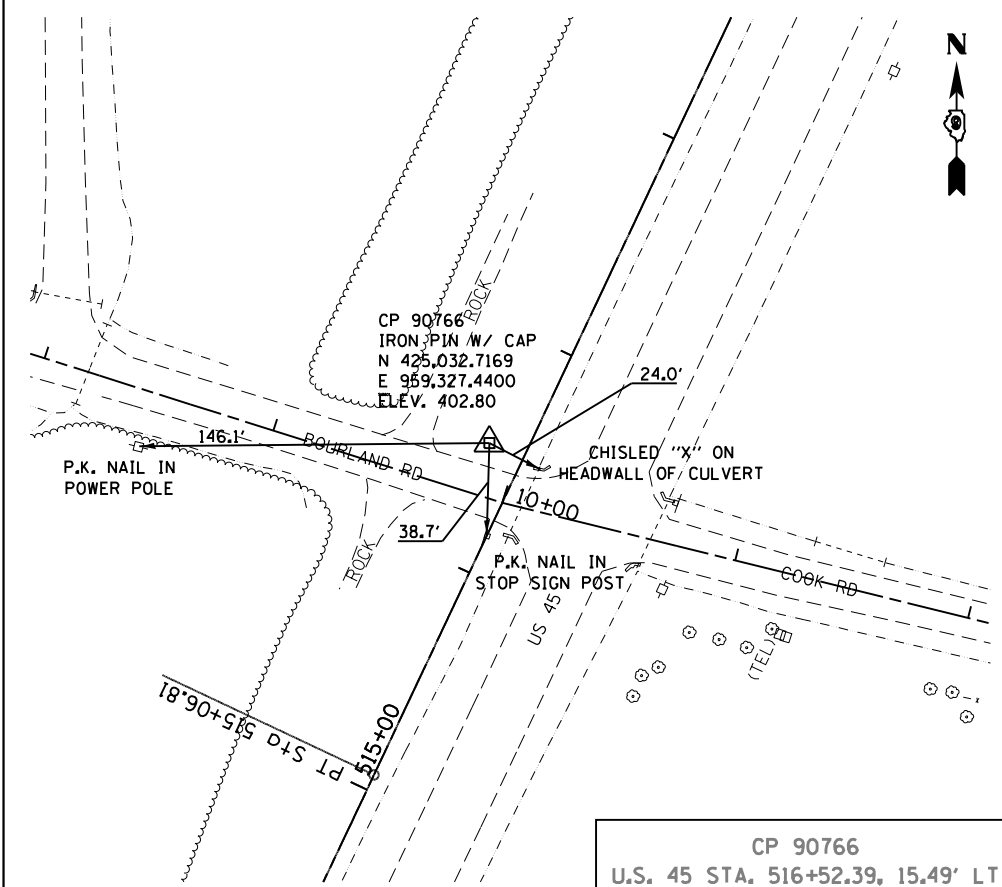 N
ROCK
CP 90766
IRON PIN W/ CAP
N 425,032.7169
E 959,327.4400
ELEV. 402.80
24.0'
146.1'
BOURLAND RD
CHISLED "X" ON
HEADWALL OF CULVERT
P.K. NAIL IN
POWER POLE
10+00
38.7'
P.K. NAIL IN
STOP SIGN POST
ROCK
COOK RD
US 45
(TEL)
PT Sta 515+06.81
515+00
CP 90766
U.S. 45 STA. 516+52.39, 15.49' LT